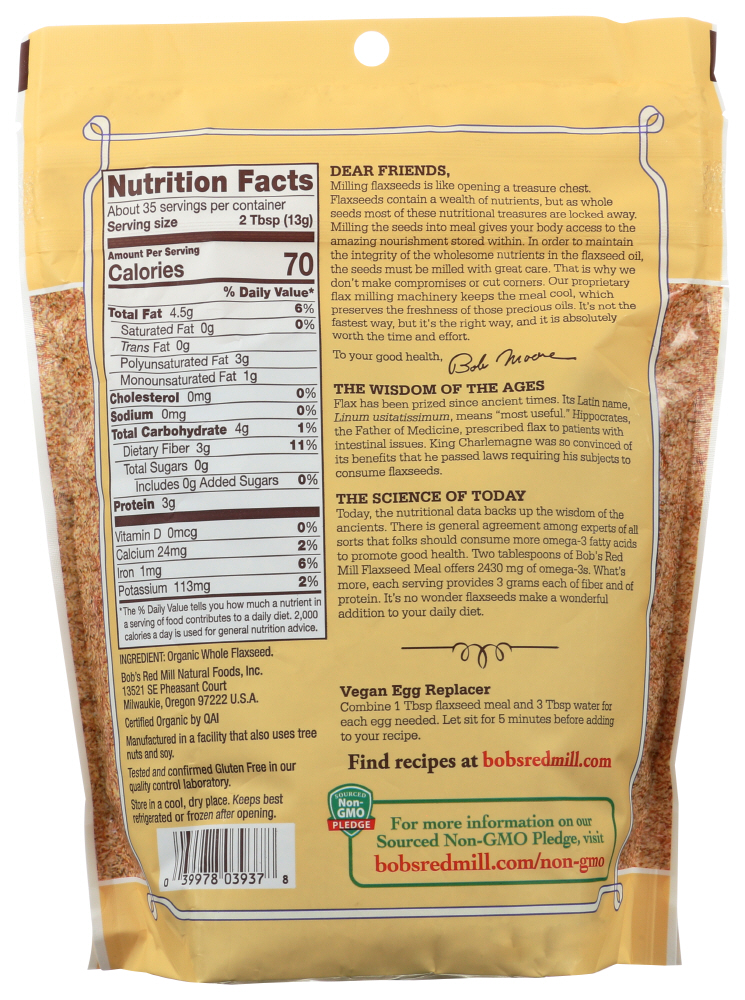 Nutrition Facts
About 35 servings per container
Serving size 2 Tbsp (13g)
Amount Per Serving
Calories 70
% Daily Value*
Total Fat 4.5g 6%
Saturated Fat 0g 0%
Trans Fat 0g
Polyunsaturated Fat 3g
Monounsaturated Fat 1g
Cholesterol 0mg 0%
Sodium 0mg 0%
Total Carbohydrate 4g 1%
Dietary Fiber 3g 11%
Total Sugars 0g
Includes 0g Added Sugars 0%
Protein 3g
Vitamin D 0mcg 0%
Calcium 24mg 2%
Iron 1mg 6%
Potassium 113mg 2%
*The % Daily Value tells you how much a nutrient in
a serving of food contributes to a daily diet. 2,000
calories a day is used for general nutrition advice.
INGREDIENT: Organic Whole Flaxseed.
Bob's Red Mill Natural Foods, Inc.
13521 SE Pheasant Court
Milwaukie, Oregon 97222 U.S.A.
Certified Organic by QAI
Manufactured in a facility that also uses tree
nuts and soy.
Tested and confirmed Gluten Free in our
quality control laboratory.
Store in a cool, dry place. Keeps best
refrigerated or frozen after opening.
0 39978 03937 8
DEAR FRIENDS,
Milling flaxseeds is like opening a treasure chest.
Flaxseeds contain a wealth of nutrients, but as whole
seeds most of these nutritional treasures are locked away.
Milling the seeds into meal gives your body access to the
amazing nourishment stored within. In order to maintain
the integrity of the wholesome nutrients in the flaxseed oil,
the seeds must be milled with great care. That is why we
don't make compromises or cut corners. Our proprietary
flax milling machinery keeps the meal cool, which
preserves the freshness of those precious oils. It's not the
fastest way, but it's the right way, and it is absolutely
worth the time and effort.
To your good health, Bob Moore
THE WISDOM OF THE AGES
Flax has been prized since ancient times. Its Latin name,
Linum usitatissimum, means "most useful." Hippocrates,
the Father of Medicine, prescribed flax to patients with
intestinal issues. King Charlemagne was so convinced of
its benefits that he passed laws requiring his subjects to
consume flaxseeds.
THE SCIENCE OF TODAY
Today, the nutritional data backs up the wisdom of the
ancients. There is general agreement among experts of all
sorts that folks should consume more omega-3 fatty acids
to promote good health. Two tablespoons of Bob's Red
Mill Flaxseed Meal offers 2430 mg of omega-3s. What's
more, each serving provides 3 grams each of fiber and of
protein. It's no wonder flaxseeds make a wonderful
addition to your daily diet.
Vegan Egg Replacer
Combine 1 Tbsp flaxseed meal and 3 Tbsp water for
each egg needed. Let sit for 5 minutes before adding
to your recipe.
Find recipes at bobsredmill.com
SOURCED
Non-
GMO
PLEDGE
For more information on our
Sourced Non-GMO Pledge, visit
bobsredmill.com/non-gmo